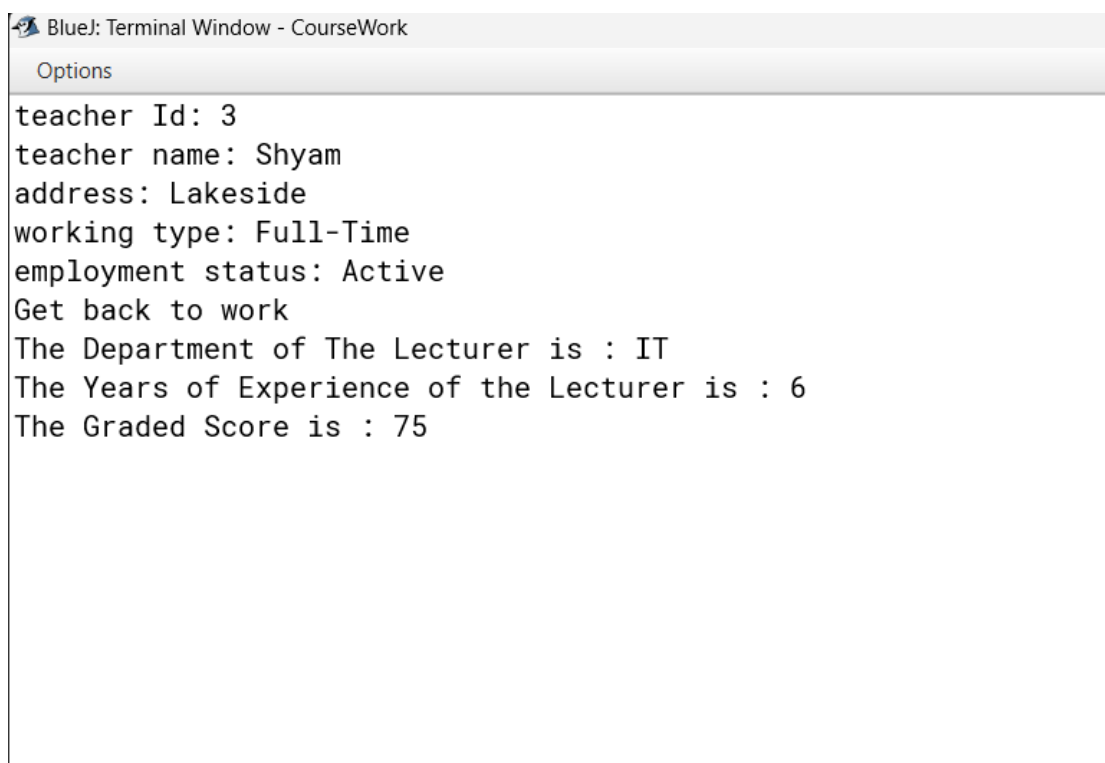 BlueJ: Terminal Window - CourseWork
Options
teacher Id: 3
teacher name: Shyam
address: Lakeside
working type: Full-Time
employment status: Active
Get back to work
The Department of The Lecturer is : IT
The Years of Experience of the Lecturer is : 6
The Graded Score is : 75